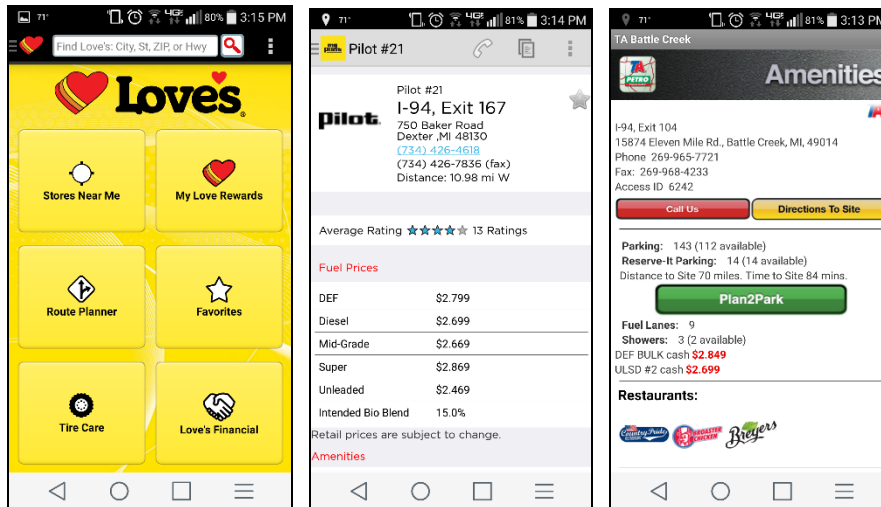 71°
4G LTE
80%
3:15 PM
Find Love's: City, St, ZIP, or Hwy
Love's
Stores Near Me
My Love Rewards
Route Planner
Favorites
Tire Care
Love's Financial
71°
4G LTE
81%
3:14 PM
Pilot #21
Pilot #21
I-94, Exit 167
Pilot
750 Baker Road
Dexter ,MI 48130
(734) 426-4618
(734) 426-7836 (fax)
Distance: 10.98 mi W
Average Rating 13 Ratings
Fuel Prices
DEF $2.799
Diesel $2.699
Mid-Grade $2.669
Super $2.869
Unleaded $2.469
Intended Bio Blend 15.0%
Retail prices are subject to change.
Amenities
71°
4G LTE
81%
3:13 PM
TA Battle Creek
TA
PETRO
Amenities
I-94, Exit 104
15874 Eleven Mile Rd., Battle Creek, MI, 49014
Phone 269-965-7721
Fax: 269-968-4233
Access ID 6242
Call Us
Directions To Site
Parking: 143 (112 available)
Reserve-It Parking: 14 (14 available)
Distance to Site 70 miles. Time to Site 84 mins.
Plan2Park
Fuel Lanes: 9
Showers: 3 (2 available)
DEF BULK cash $2.849
ULSD #2 cash $2.699
Restaurants:
Country Pride
Breyers